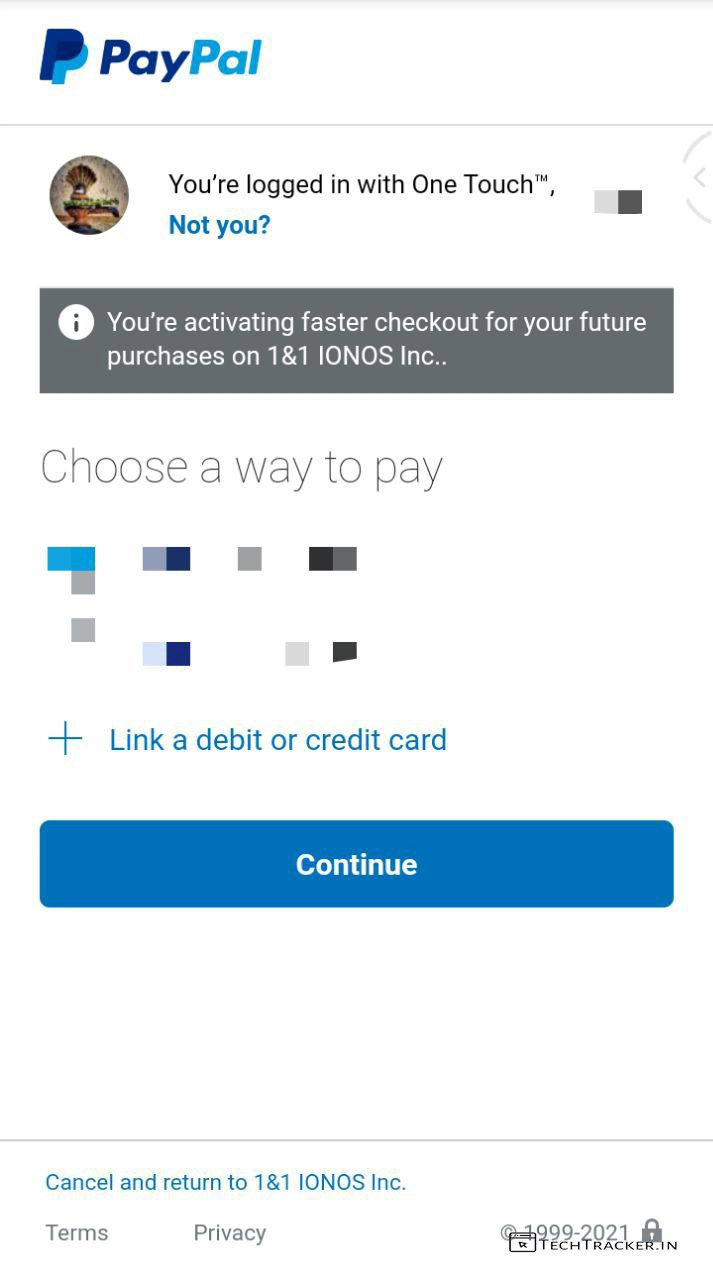 PayPal
You’re logged in with One Touch™,
Not you?
You’re activating faster checkout for your future
purchases on 1&1 IONOS Inc..
Choose a way to pay
Link a debit or credit card
Continue
Cancel and return to 1&1 IONOS Inc.
Terms Privacy © 1999-2021
TECHTRACKER.IN